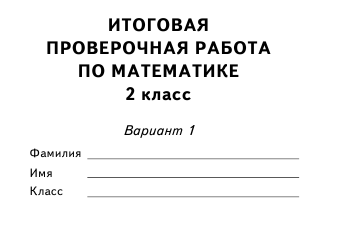 ИТОГОВАЯ
ПРОВЕРОЧНАЯ РАБОТА
ПО МАТЕМАТИКЕ
2 класс
Вариант 1
Фамилия
Имя
Класс